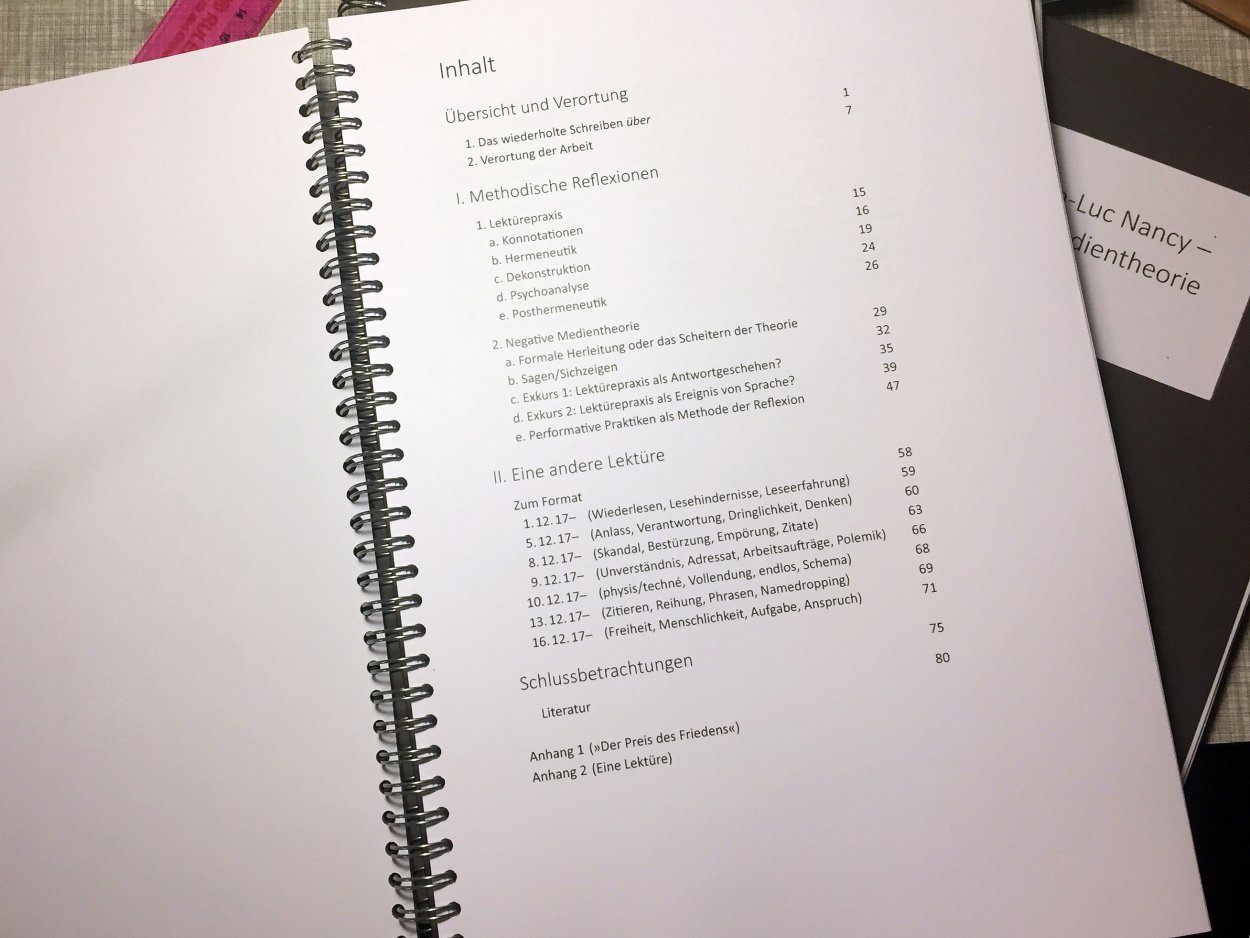 Inhalt
Übersicht und Verortung
1. Das wiederholte Schreiben über 1
2. Verortung der Arbeit 7
I. Methodische Reflexionen
1. Lektürepraxis
a. Konnotationen 15
b. Hermeneutik 16
c. Dekonstruktion 19
d. Psychoanalyse 24
e. Posthermeneutik 26
2. Negative Medientheorie
a. Formale Herleitung oder das Scheitern der Theorie 29
b. Sagen/Sichzeigen 32
c. Exkurs 1: Lektürepraxis als Antwortgeschehen? 35
d. Exkurs 2: Lektürepraxis als Ereignis von Sprache? 39
e. Performative Praktiken als Methode der Reflexion 47
II. Eine andere Lektüre
Zum Format 58
1. 12. 17– (Wiederlesen, Lesehindernisse, Leseerfahrung) 59
5. 12. 17– (Anlass, Verantwortung, Dringlichkeit, Denken) 60
8. 12. 17– (Skandal, Bestürzung, Empörung, Zitate) 63
9. 12. 17– (Unverständnis, Adressat, Arbeitsaufträge, Polemik) 66
10. 12. 17– (physis/techné, Vollendung, endlos, Schema) 68
13. 12. 17– (Zitieren, Reihung, Phrasen, Namedropping) 69
16. 12. 17– (Freiheit, Menschlichkeit, Aufgabe, Anspruch) 71
Schlussbetrachtungen 75
Literatur 80
Anhang 1 (»Der Preis des Friedens«)
Anhang 2 (Eine Lektüre)
-Luc Nancy –
dientheorie